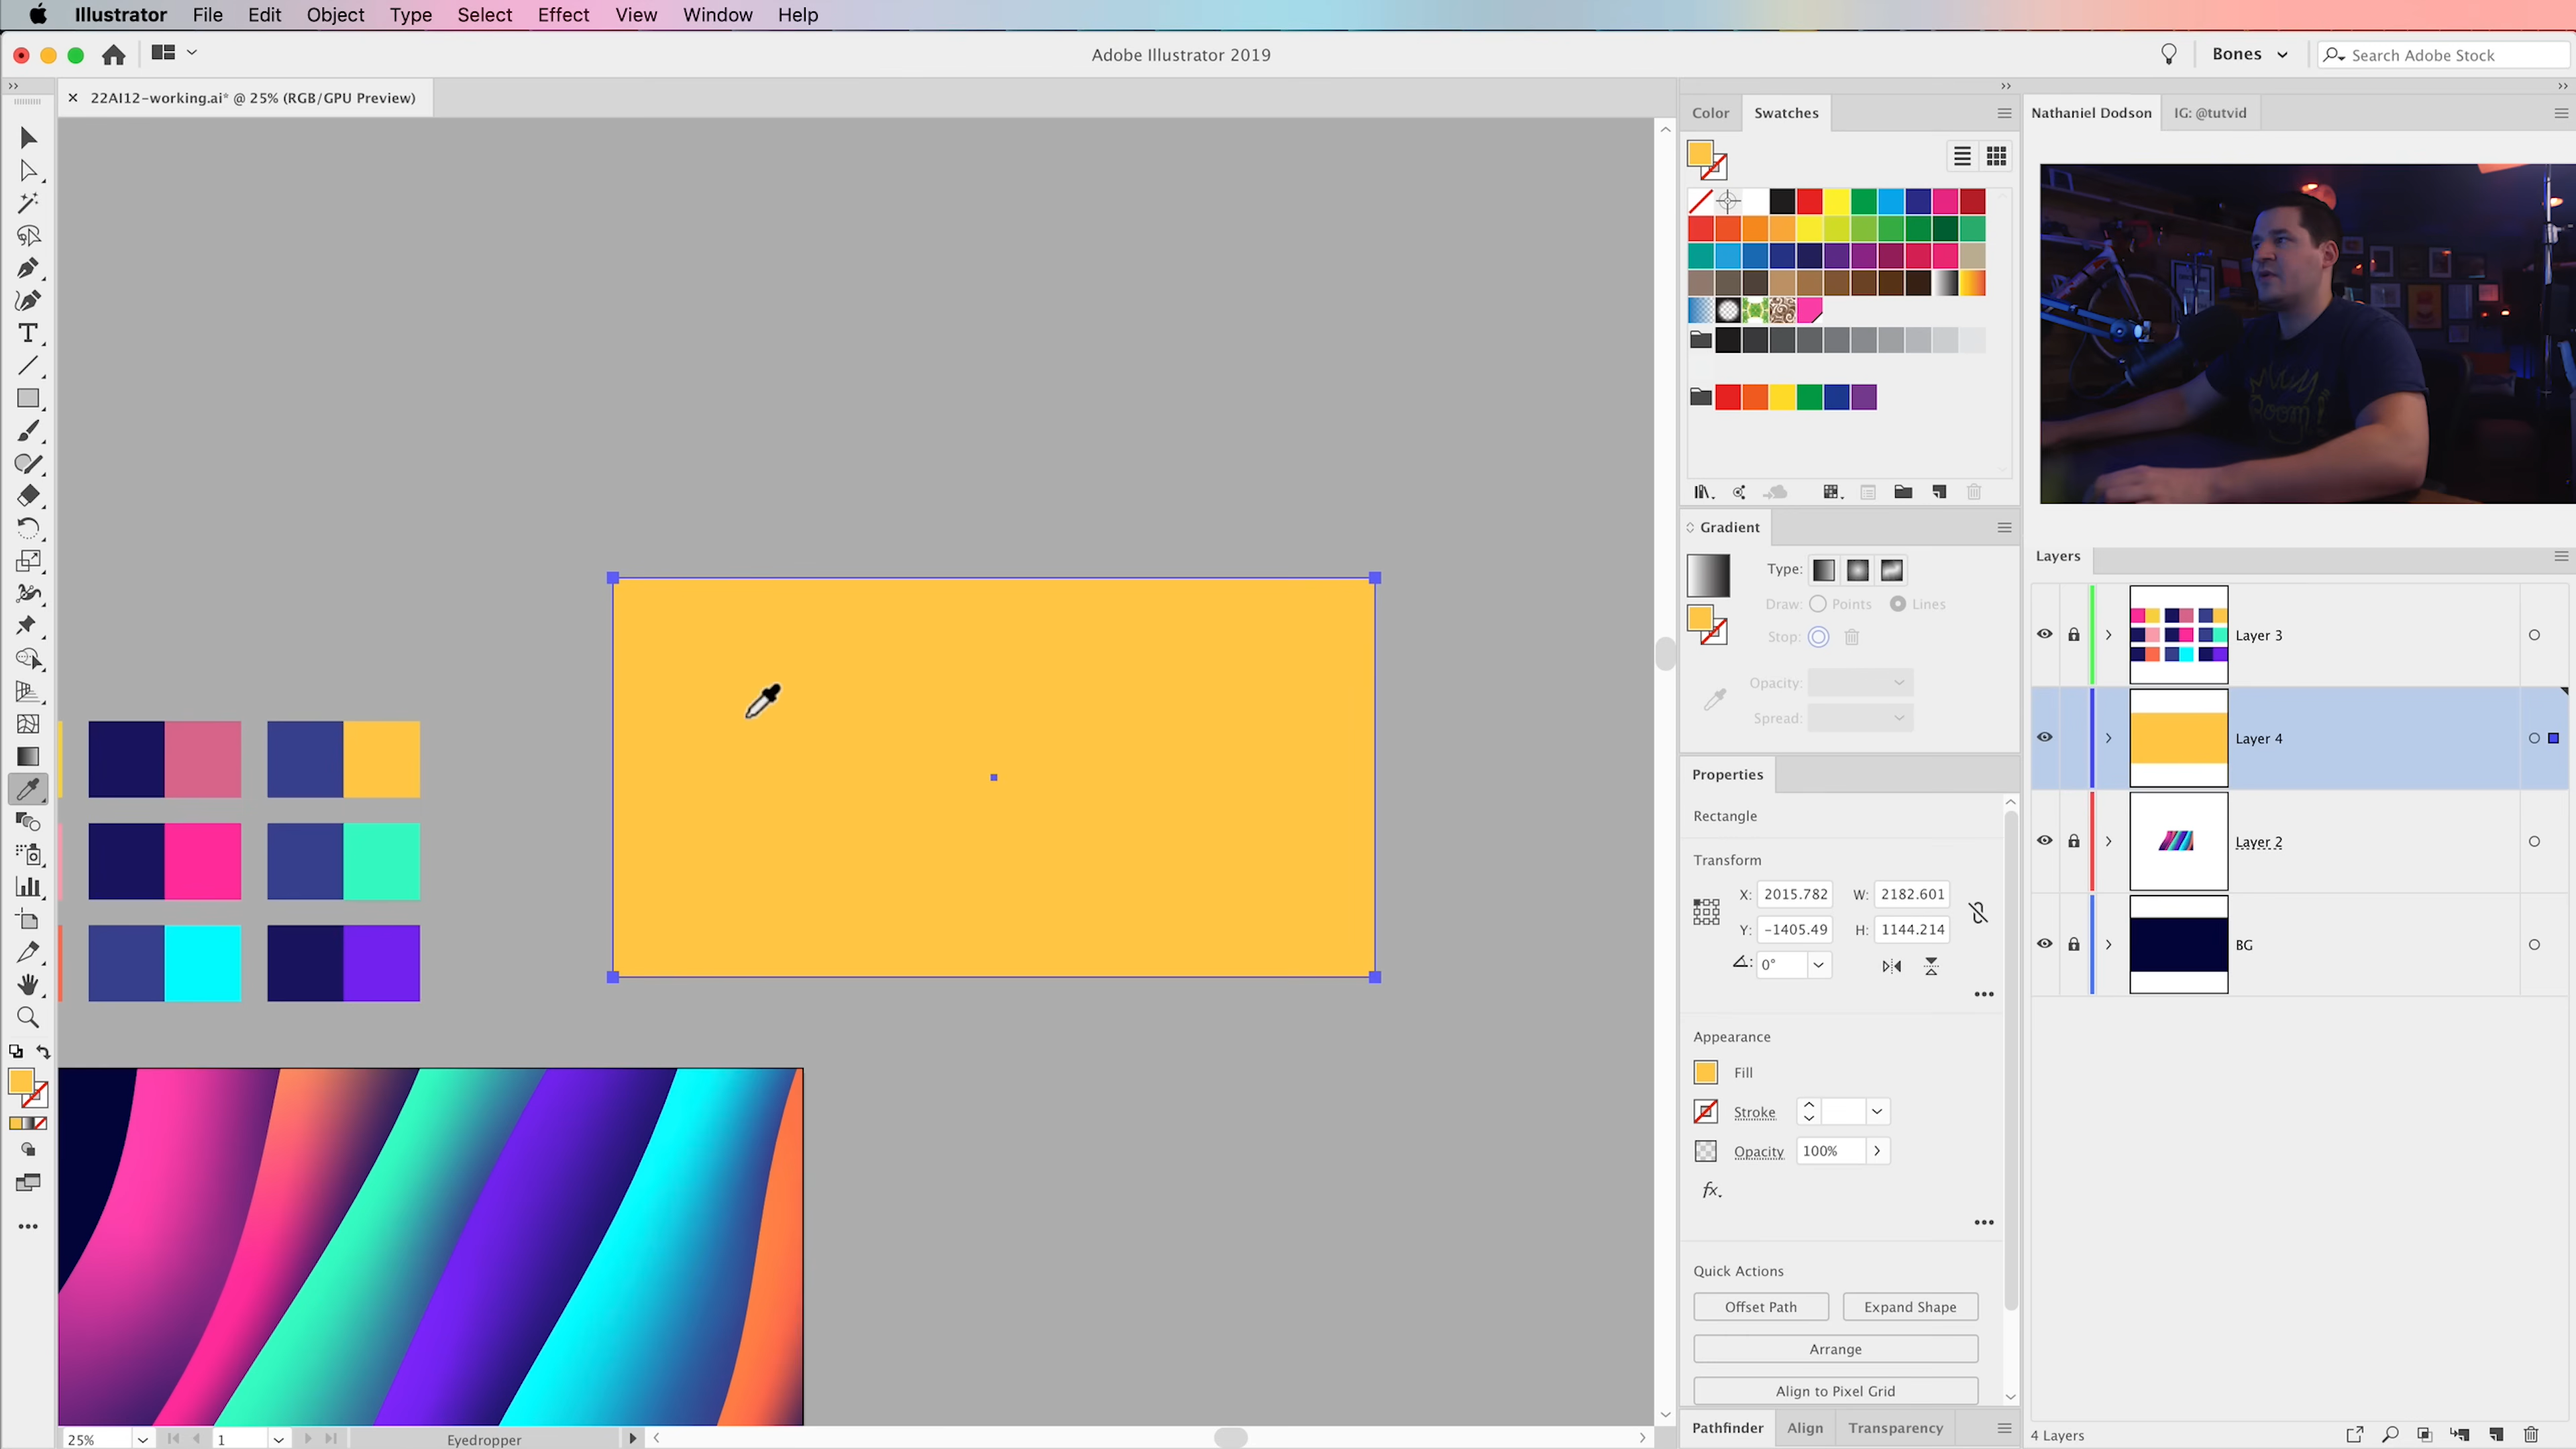 Illustrator File Edit Object Type Select Effect View Window Help
Adobe Illustrator 2019
Bones
Search Adobe Stock
22AI12-working.ai* @ 25% (RGB/GPU Preview)
Color Swatches
Nathaniel Dodson IG: @tutvid
Gradient
Type:
Draw: Points Lines
Stop:
Opacity:
Spread:
Layers
Layer 3
Layer 4
Layer 2
BG
Properties
Rectangle
Transform
X: 2015.782 W: 2182.601
Y: -1405.49 H: 1144.214
0°
Appearance
Fill
Stroke
Opacity 100%
fx.
Quick Actions
Offset Path Expand Shape
Arrange
Align to Pixel Grid
Pathfinder Align Transparency
25% 1 Eyedropper
4 Layers